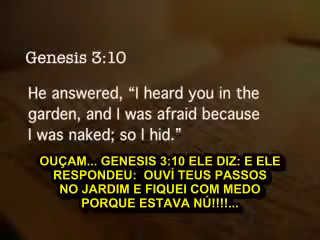 Genesis 3:10
He answered, “I heard you in the
garden, and I was afraid because
I was naked; so I hid.”
OUÇAM... GENESIS 3:10 ELE DIZ: E ELE
RESPONDEU:  OUVÍ TEUS PASSOS
NO JARDIM E FIQUEI COM MEDO
PORQUE ESTAVA NÚ!!!!...